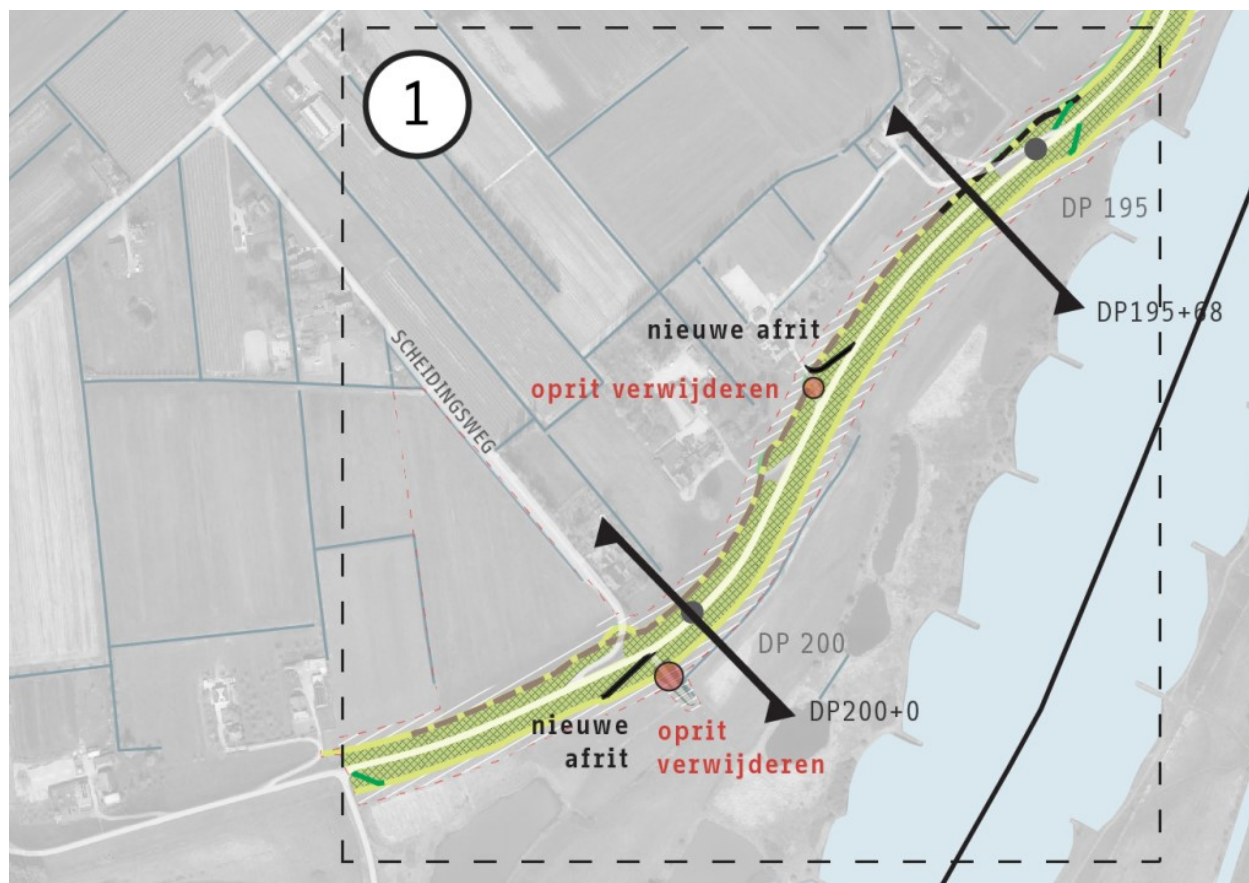 1
DP 195
DP195+68
nieuwe afrit
oprit verwijderen
SCHEIDINGSWEG
DP 200
DP200+0
nieuwe
afrit
oprit
verwijderen